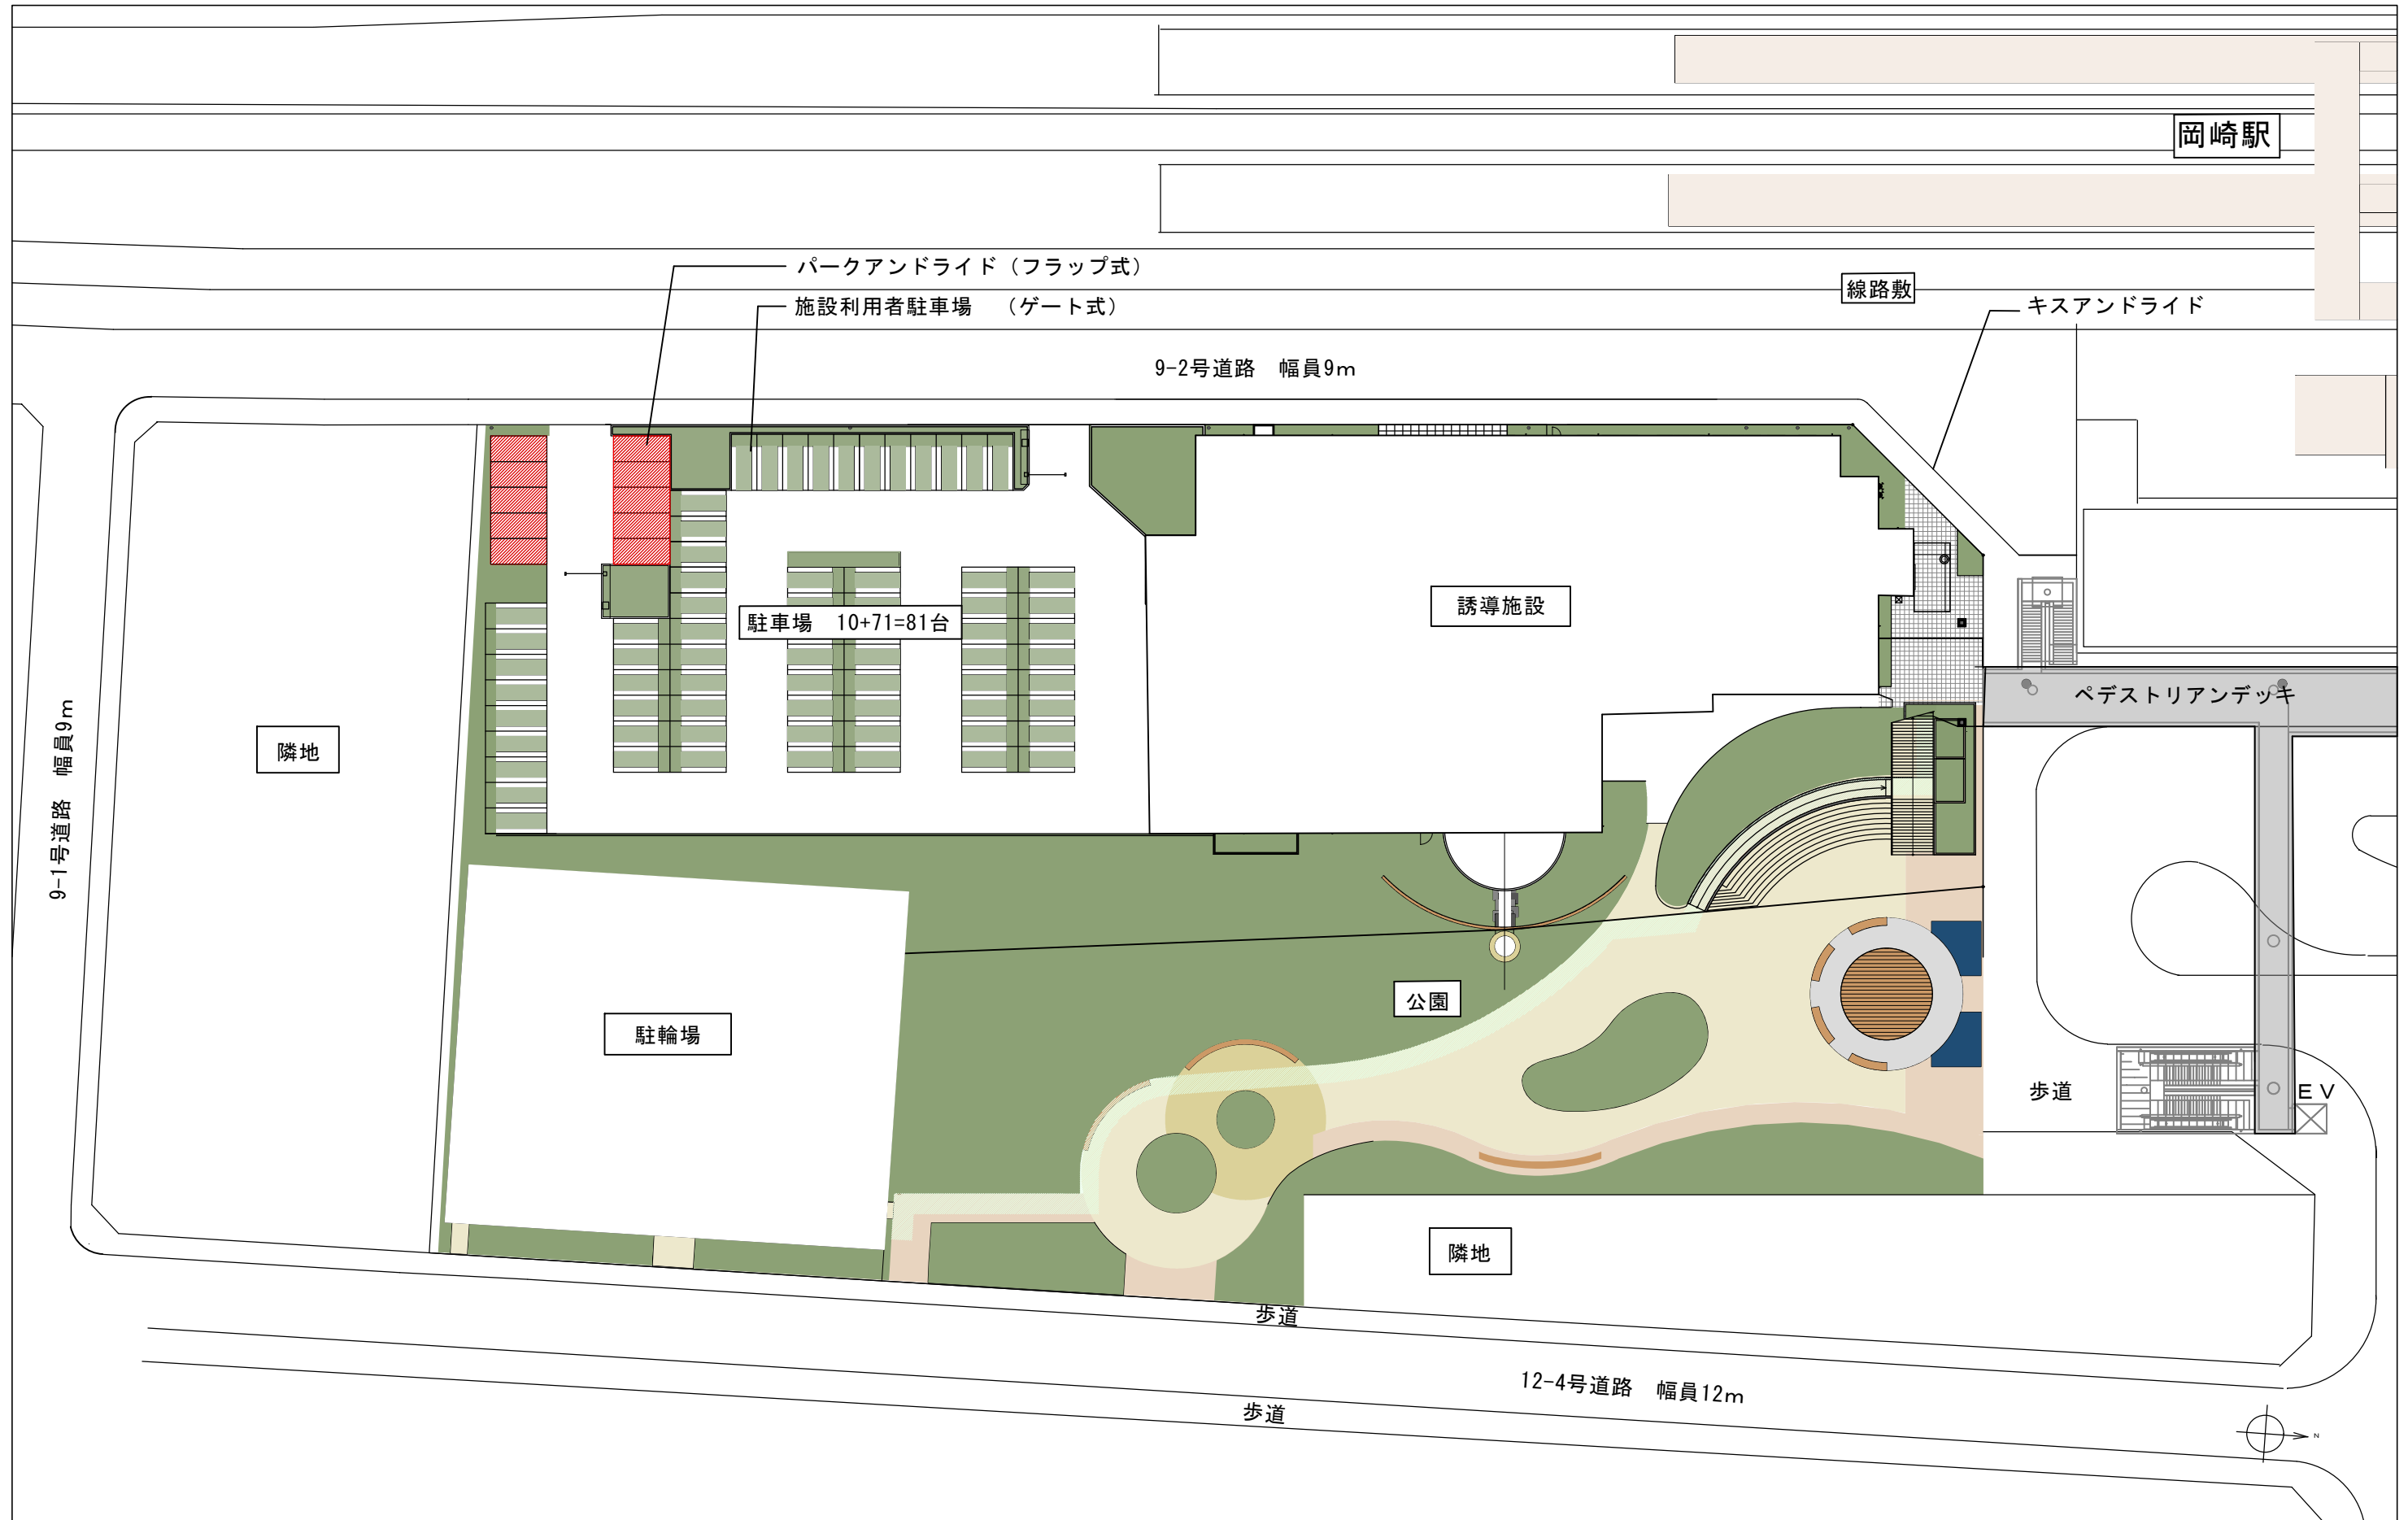 岡崎駅
パークアンドライド（フラップ式）
線路敷
施設利用者駐車場　（ゲート式）
キスアンドライド
9-2号道路　幅員9ｍ
誘導施設
駐車場　10+71=81台
ペデストリアンデッキ
隣地
9-1号道路　幅員9ｍ
公園
駐輪場
歩道
ＥＶ
隣地
歩道
12-4号道路　幅員12ｍ
歩道
N